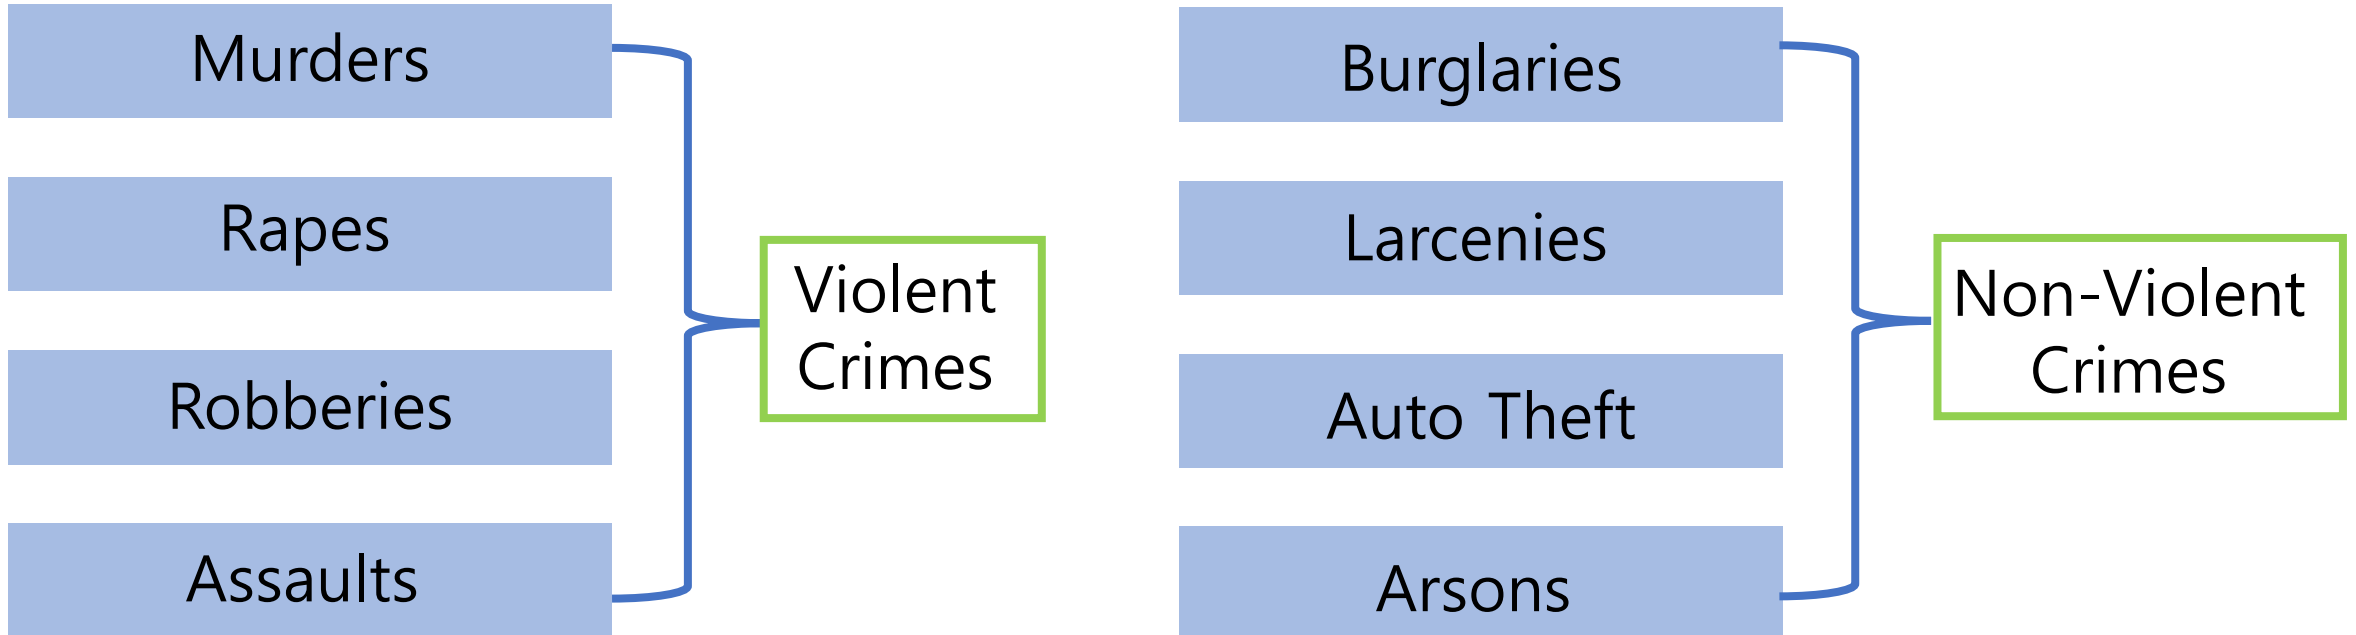 Murders
Rapes
Robberies
Assaults
Violent
Crimes
Burglaries
Larcenies
Auto Theft
Arsons
Non-Violent
Crimes